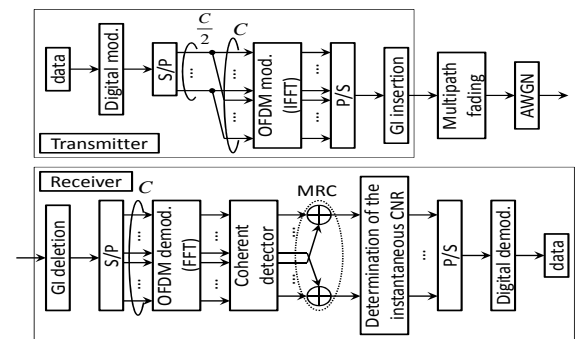 C/2
C
data
Digital mod.
S/P
...
...
...
OFDM mod.
(IFFT)
...
...
...
P/S
GI insertion
Multipath
fading
AWGN
Transmitter
Receiver
C
MRC
GI deetion
S/P
...
...
OFDM demod.
(FFT)
...
...
Coherent
detector
...
...
Determination of the
instantaneous CNR
...
P/S
Digital demod.
data